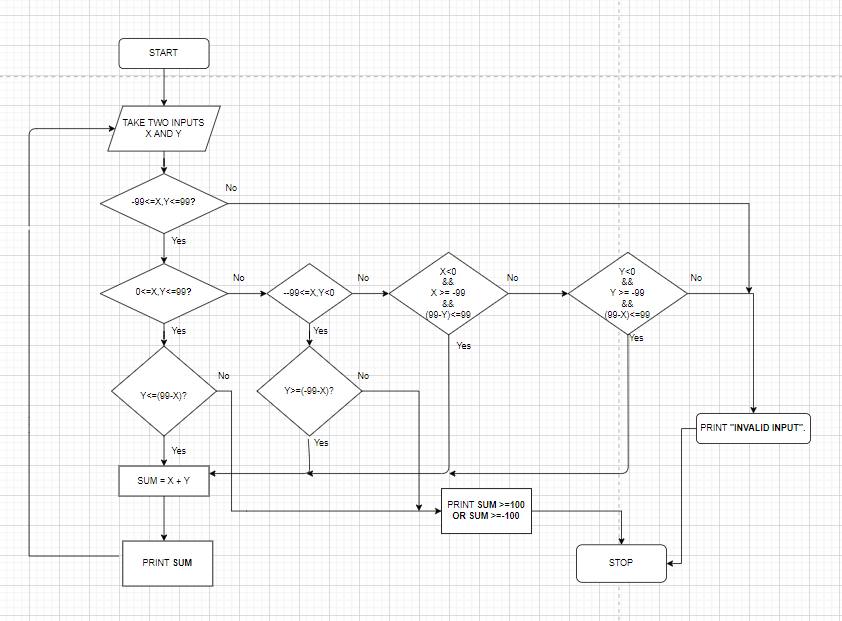 START
TAKE TWO INPUTS
X AND Y
No
-99<=X,Y<=99?
Yes
No
No
No
No
0<=X,Y<=99?
--99<=X,Y<0
X<0
&&
X >= -99
&&
(99-Y)<=99
Y<0
&&
Y >= -99
&&
(99-X)<=99
Yes
Yes
Yes
Yes
No
No
Y<=(99-X)?
Y>=(-99-X)?
PRINT "INVALID INPUT".
Yes
Yes
SUM = X + Y
PRINT SUM >=100
OR SUM >=-100
PRINT SUM
STOP